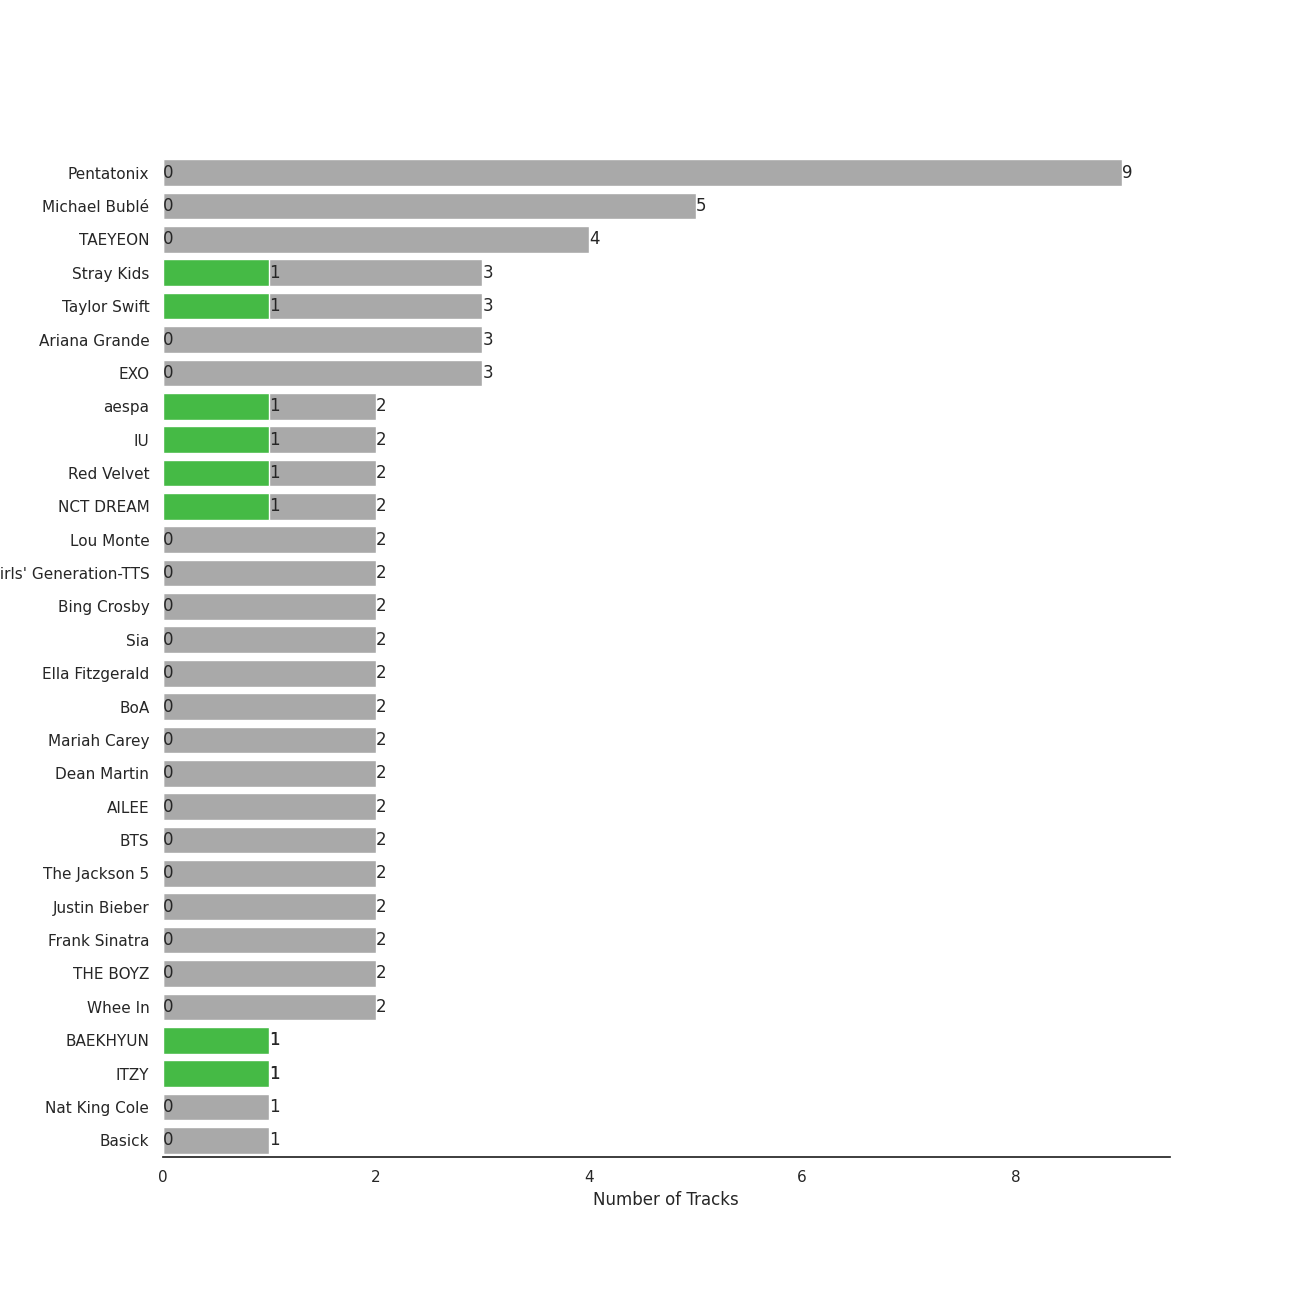 Pentatonix 0 9
Michael Bublé 0 5
TAEYEON 0 4
Stray Kids 1 3
Taylor Swift 1 3
Ariana Grande 0 3
EXO 0 3
aespa 1 2
IU 1 2
Red Velvet 1 2
NCT DREAM 1 2
Lou Monte 0 2
irls' Generation-TTS 0 2
Bing Crosby 0 2
Sia 0 2
Ella Fitzgerald 0 2
BoA 0 2
Mariah Carey 0 2
Dean Martin 0 2
AILEE 0 2
BTS 0 2
The Jackson 5 0 2
Justin Bieber 0 2
Frank Sinatra 0 2
THE BOYZ 0 2
Whee In 0 2
BAEKHYUN 1
ITZY 1
Nat King Cole 0 1
Basick 0 1
0 2 4 6 8
Number of Tracks